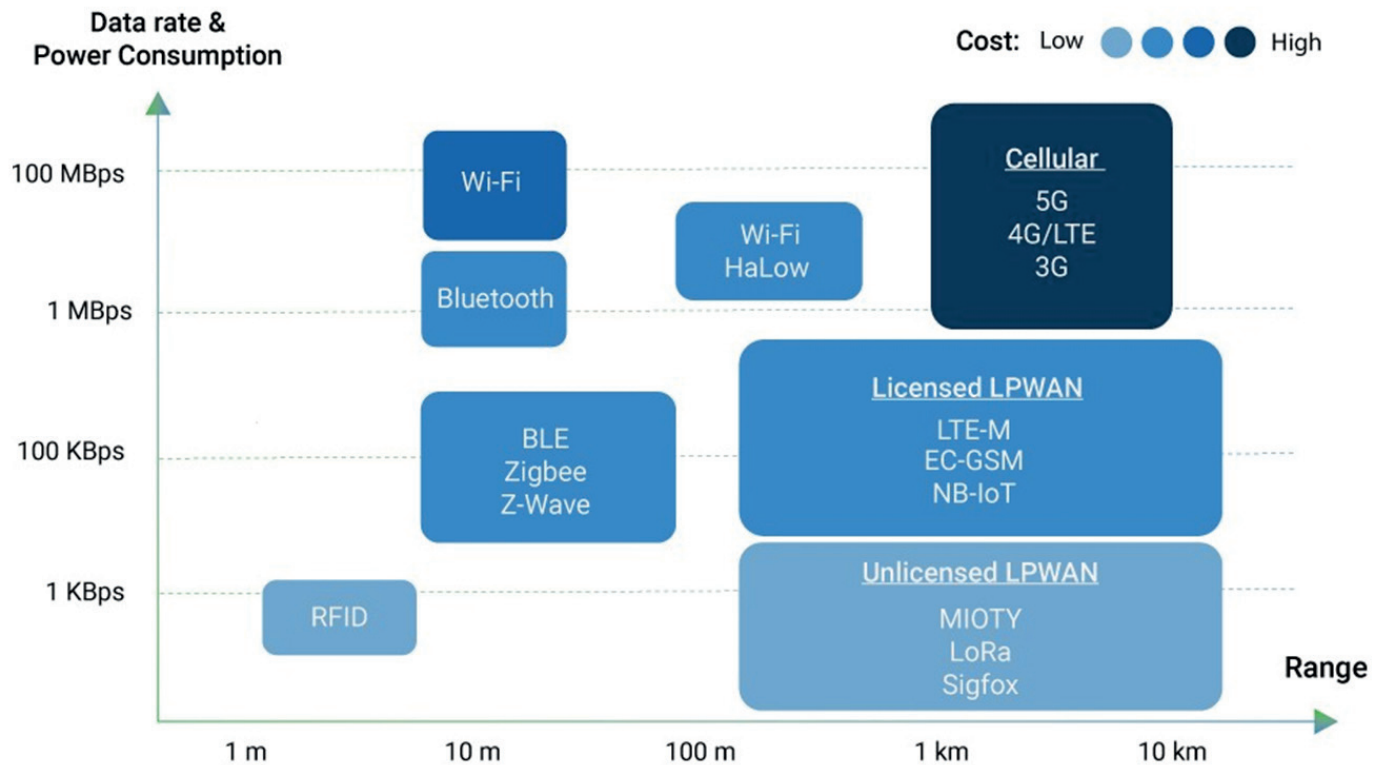 Data rate &
Power Consumption
Cost: Low High
100 MBps
1 MBps
100 KBps
1 KBps
Wi-Fi
Bluetooth
Wi-Fi
HaLow
Cellular
5G
4G/LTE
3G
BLE
Zigbee
Z-Wave
Licensed LPWAN
LTE-M
EC-GSM
NB-IoT
RFID
Unlicensed LPWAN
MIOTY
LoRa
Sigfox
Range
1 m 10 m 100 m 1 km 10 km